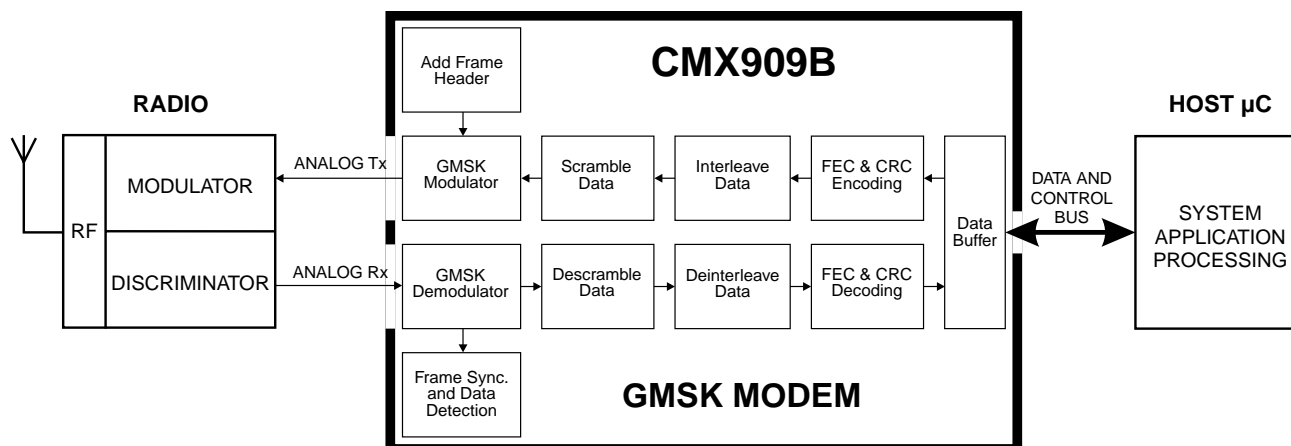 CMX909B
Add Frame
Header
RADIO
HOST µC
ANALOG Tx
GMSK
Modulator
Scramble
Data
Interleave
Data
FEC & CRC
Encoding
MODULATOR
RF
DISCRIMINATOR
DATA AND
CONTROL
BUS
Data
Buffer
SYSTEM
APPLICATION
PROCESSING
ANALOG Rx
GMSK
Demodulator
Descramble
Data
Deinterleave
Data
FEC & CRC
Decoding
Frame Sync.
and Data
Detection
GMSK MODEM